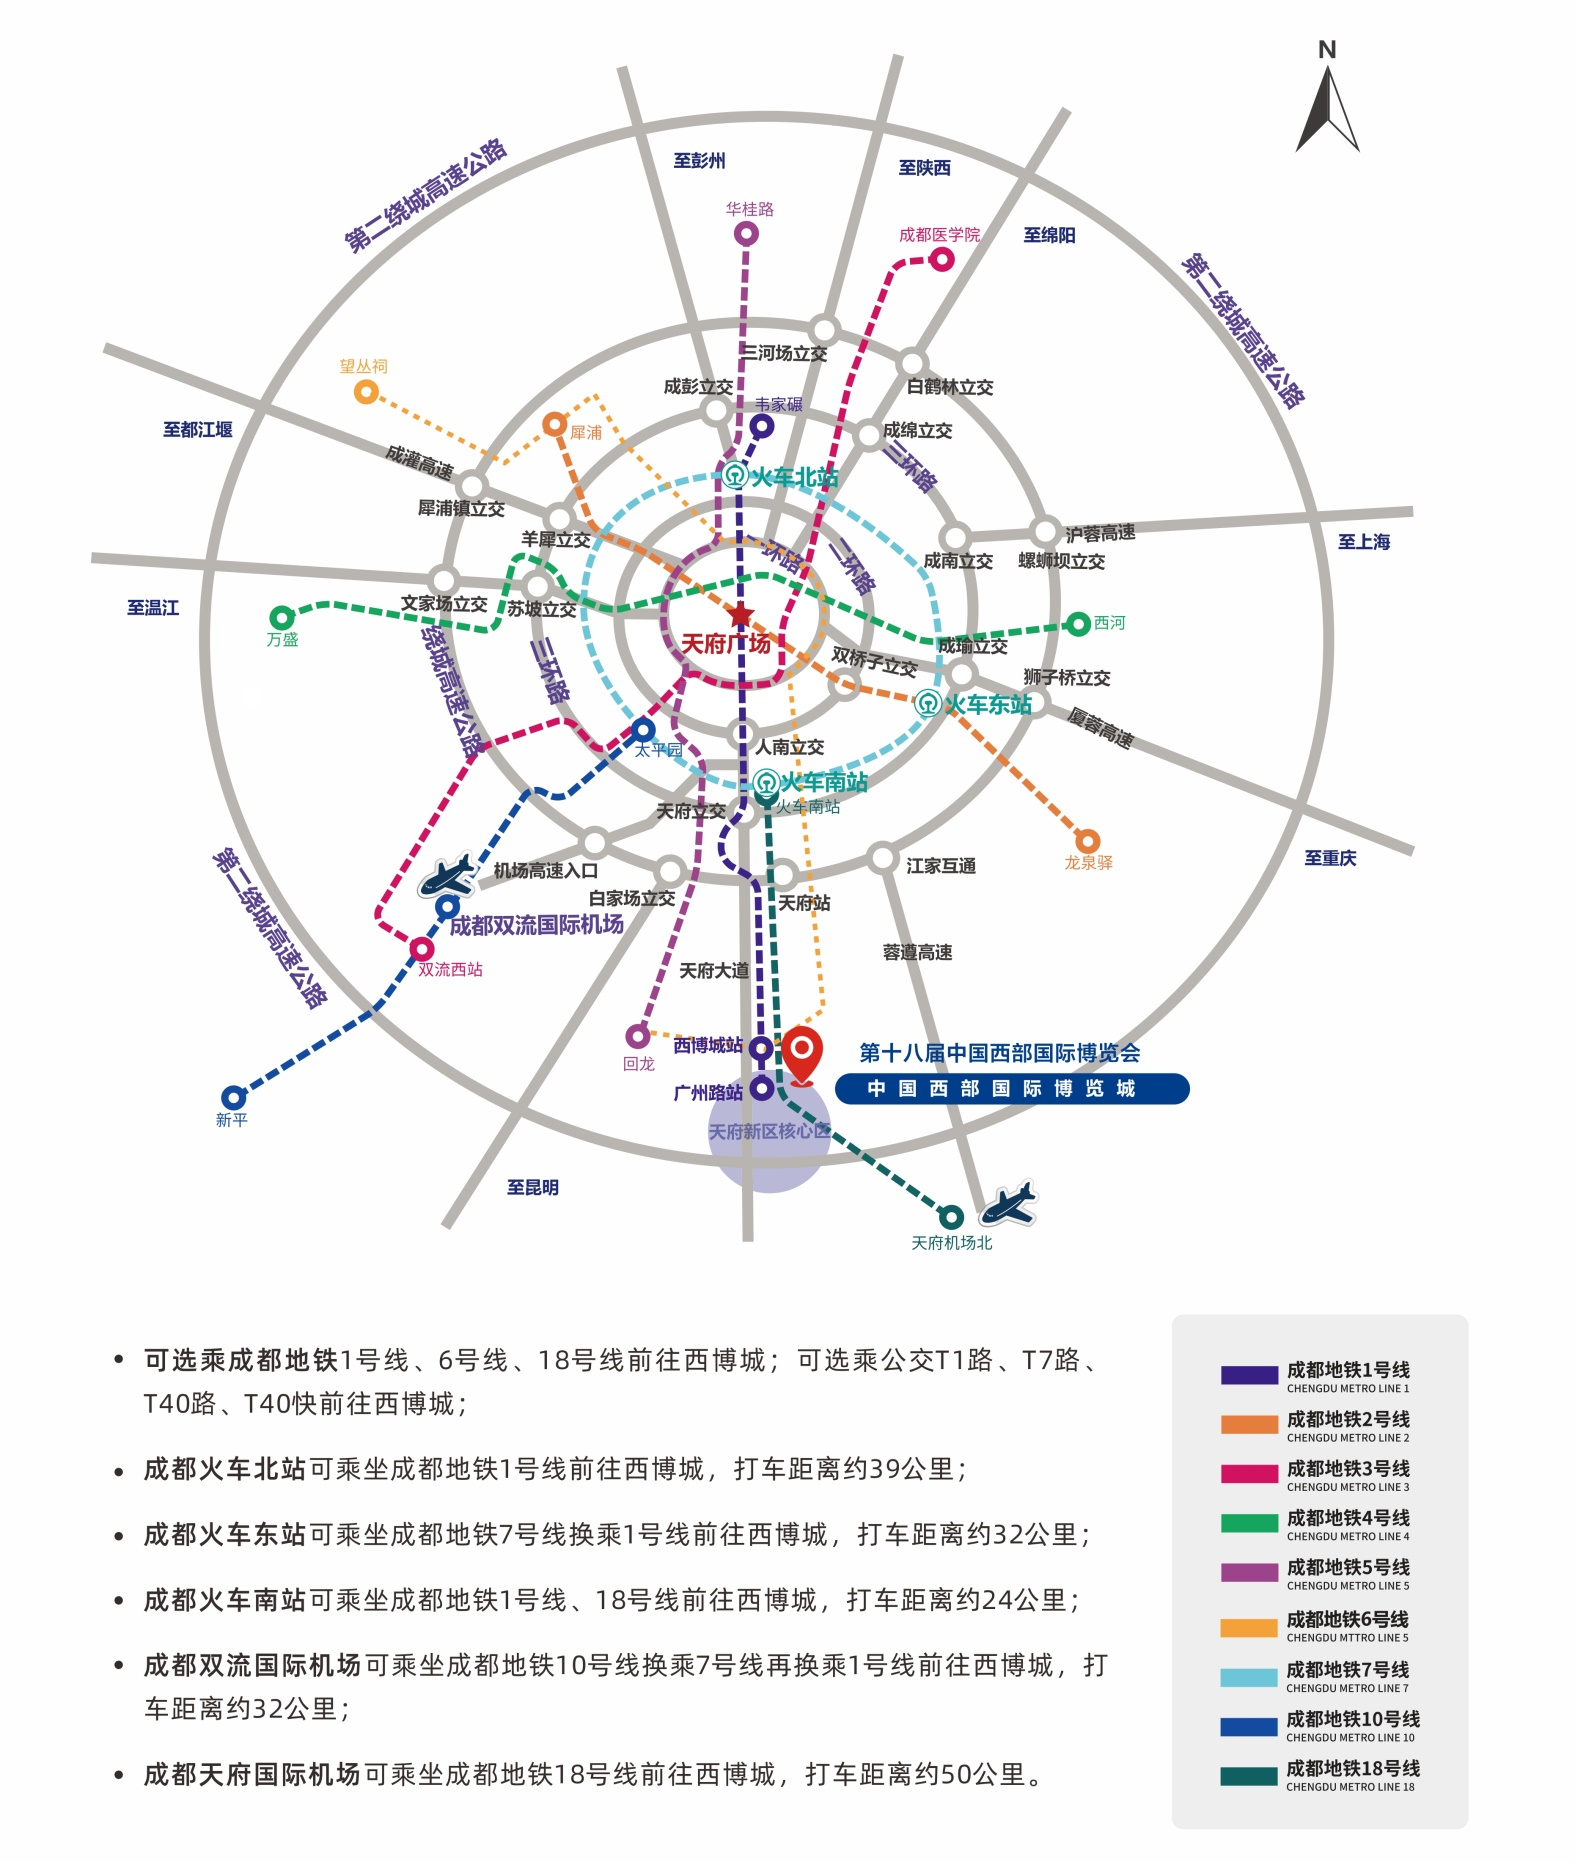 N
第二绕城高速公路
至彭州
至陕西
华桂路
成都医学院
至绵阳
第二绕城高速公路
三河场立交
望丛祠
成彭立交
白鹤林立交
韦家碾
至都江堰
犀浦
成绵立交
成灌高速
三环路
火车北站
犀浦镇立交
羊犀立交
一环路
二环路
沪蓉高速
至上海
成南立交
螺蛳坝立交
至温江
文家场立交
苏坡立交
万盛
西河
天府广场
成瑜立交
绕城高速公路
三环路
双桥子立交
狮子桥立交
火车东站
厦蓉高速
太平园
人南立交
火车南站
天府立交
火车南站
至重庆
龙泉驿
第二绕城高速公路
机场高速入口
江家互通
白家场立交
天府站
成都双流国际机场
双流西站
天府大道
蓉遵高速
西博城站
第十八届中国西部国际博览会
回龙
广州路站
中国西部国际博览城
新平
天府新区核心区
至昆明
天府机场北
• 可选乘成都地铁1号线、6号线、18号线前往西博城；可选乘公交T1路、T7路、
T40路、T40快前往西博城；
• 成都火车北站可乘坐成都地铁1号线前往西博城，打车距离约39公里；
• 成都火车东站可乘坐成都地铁7号线换乘1号线前往西博城，打车距离约32公里；
• 成都火车南站可乘坐成都地铁1号线、18号线前往西博城，打车距离约24公里；
• 成都双流国际机场可乘坐成都地铁10号线换乘7号线再换乘1号线前往西博城，打
车距离约32公里；
• 成都天府国际机场可乘坐成都地铁18号线前往西博城，打车距离约50公里。
成都地铁1号线
CHENGDU METRO LINE 1
成都地铁2号线
CHENGDU METRO LINE 2
成都地铁3号线
CHENGDU METRO LINE 3
成都地铁4号线
CHENGDU METRO LINE 4
成都地铁5号线
CHENGDU METRO LINE 5
成都地铁6号线
CHENGDU MTTRO LINE 5
成都地铁7号线
CHENGDU METRO LINE 7
成都地铁10号线
CHENGDU METRO LINE 10
成都地铁18号线
CHENGDU METRO LINE 18